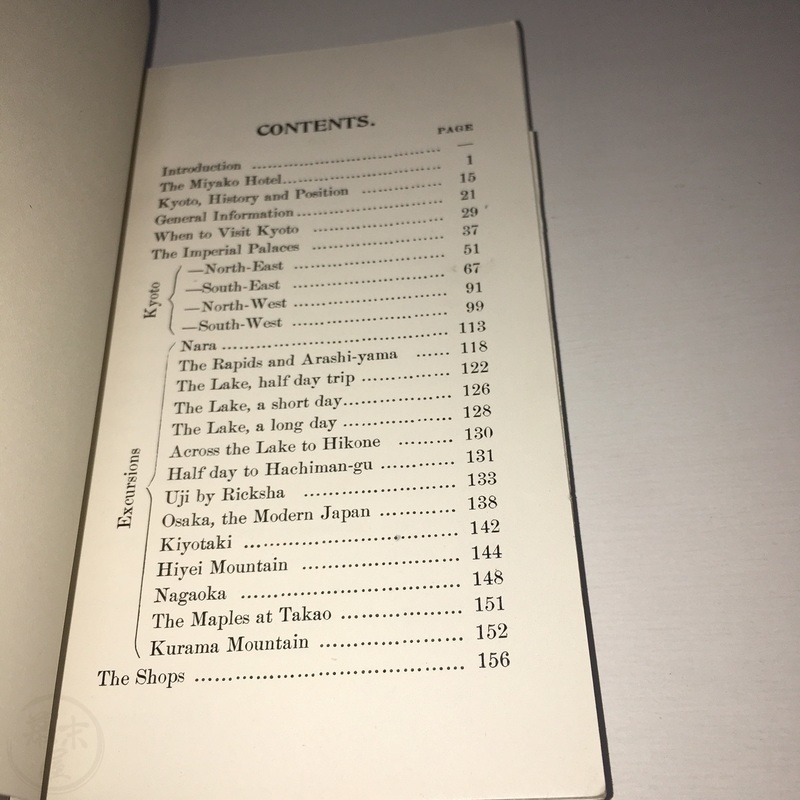 CONTENTS.
PAGE
Introduction .................................... —
The Miyako Hotel.............................. 1
Kyoto, History and Position ............... 15
General Information........................... 21
When to Visit Kyoto ......................... 29
The Imperial Palaces ......................... 37
Kyoto
—North-East ............................. 51
—South-East ............................. 67
—North-West ............................. 91
—South-West ............................. 99
Excursions
Nara ........................................ 113
The Rapids and Arashi-yama ...... 118
The Lake, half day trip ............... 122
The Lake, a short day.................. 126
The Lake, a long day .................. 128
Across the Lake to Hikone ......... 130
Half day to Hachiman-gu ............ 131
Uji by Ricksha ......................... 133
Osaka, the Modern Japan ............ 138
Kiyotaki .................................. 142
Hiyei Mountain ........................ 144
Nagaoka .................................. 148
The Maples at Takao .................. 151
Kurama Mountain ..................... 152
The Shops ........................................ 156